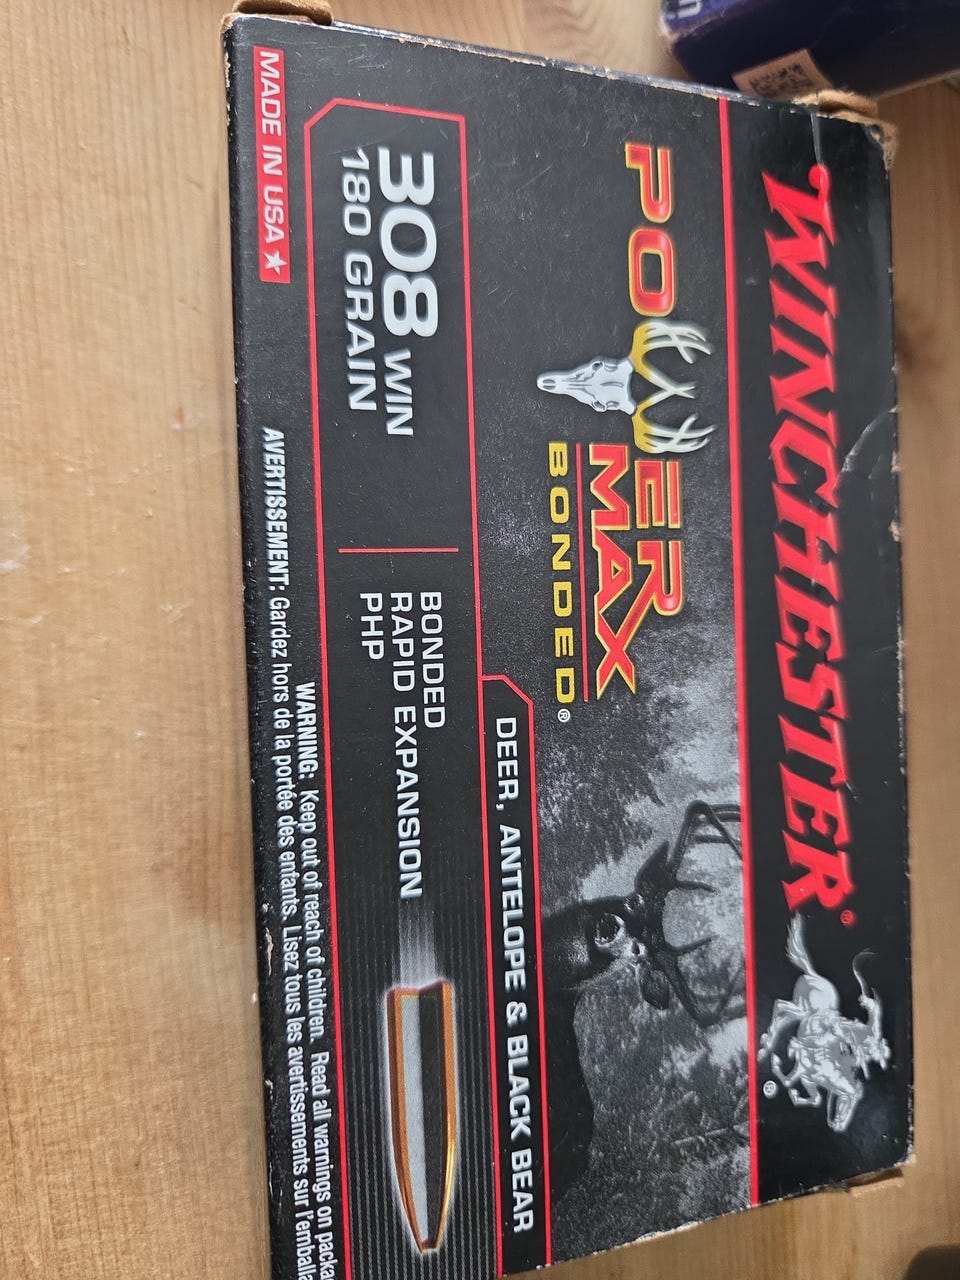 WINCHESTER®
®
POWER
MAX
BONDED®
DEER, ANTELOPE & BLACK BEAR
308 WIN
180 GRAIN
BONDED
RAPID EXPANSION
PHP
MADE IN USA
WARNING: Keep out of reach of children. Read all warnings on
AVERTISSEMENT: Gardez hors de la portée des enfants. Lisez tous les avertissements sur